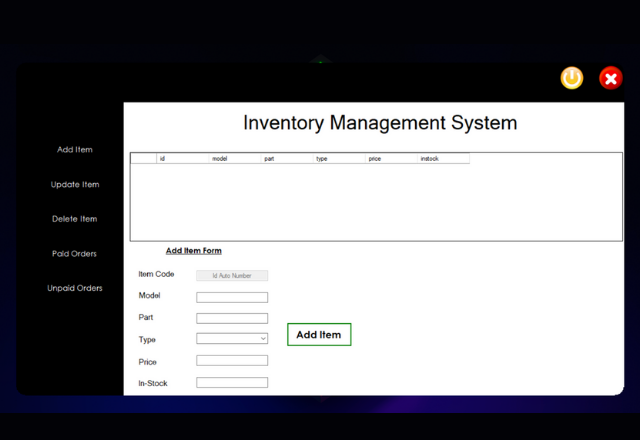 Inventory Management System
id model part type price instock
Add Item
Update Item
Delete Item
Paid Orders
Unpaid Orders
Add Item Form
Item Code Id Auto Number
Model
Part
Type
Add Item
Price
In-Stock